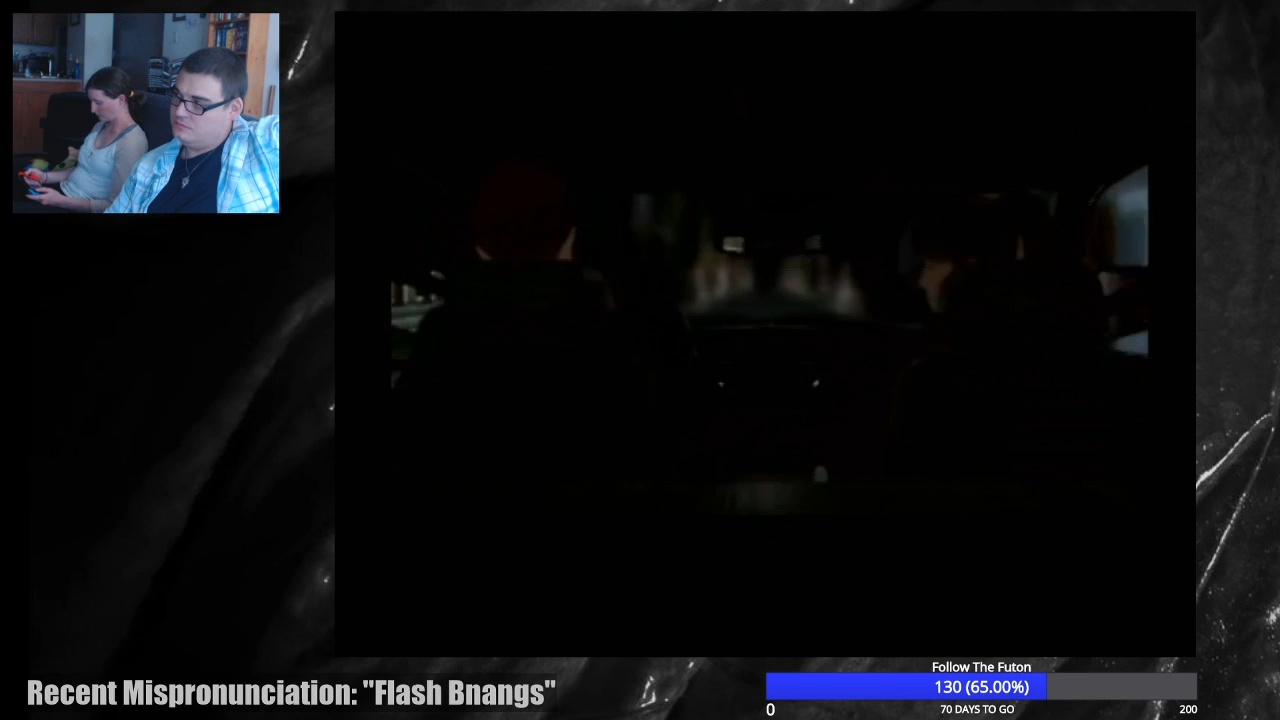 Recent Mispronunciation: "Flash Bnangs"
Follow The Futon
130 (65.00%)
0
70 DAYS TO GO
200